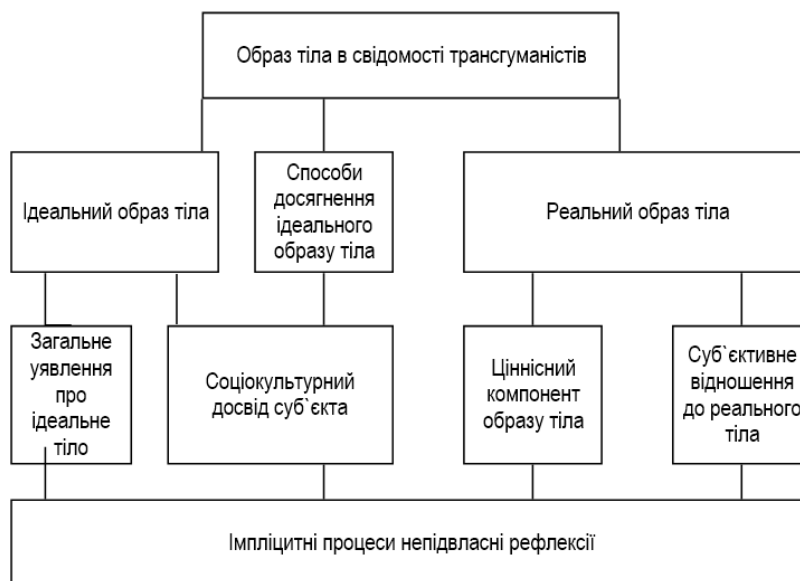 Образ тіла в свідомості трансгуманістів
Ідеальний образ тіла
Способи
досягнення
ідеального
образу тіла
Реальний образ тіла
Загальне
уявлення
про
ідеальне
тіло
Соціокультурний
досвід суб`єкта
Ціннісний
компонент
образу тіла
Суб`єктивне
відношення
до реального
тіла
Імпліцитні процеси непідвласні рефлексії